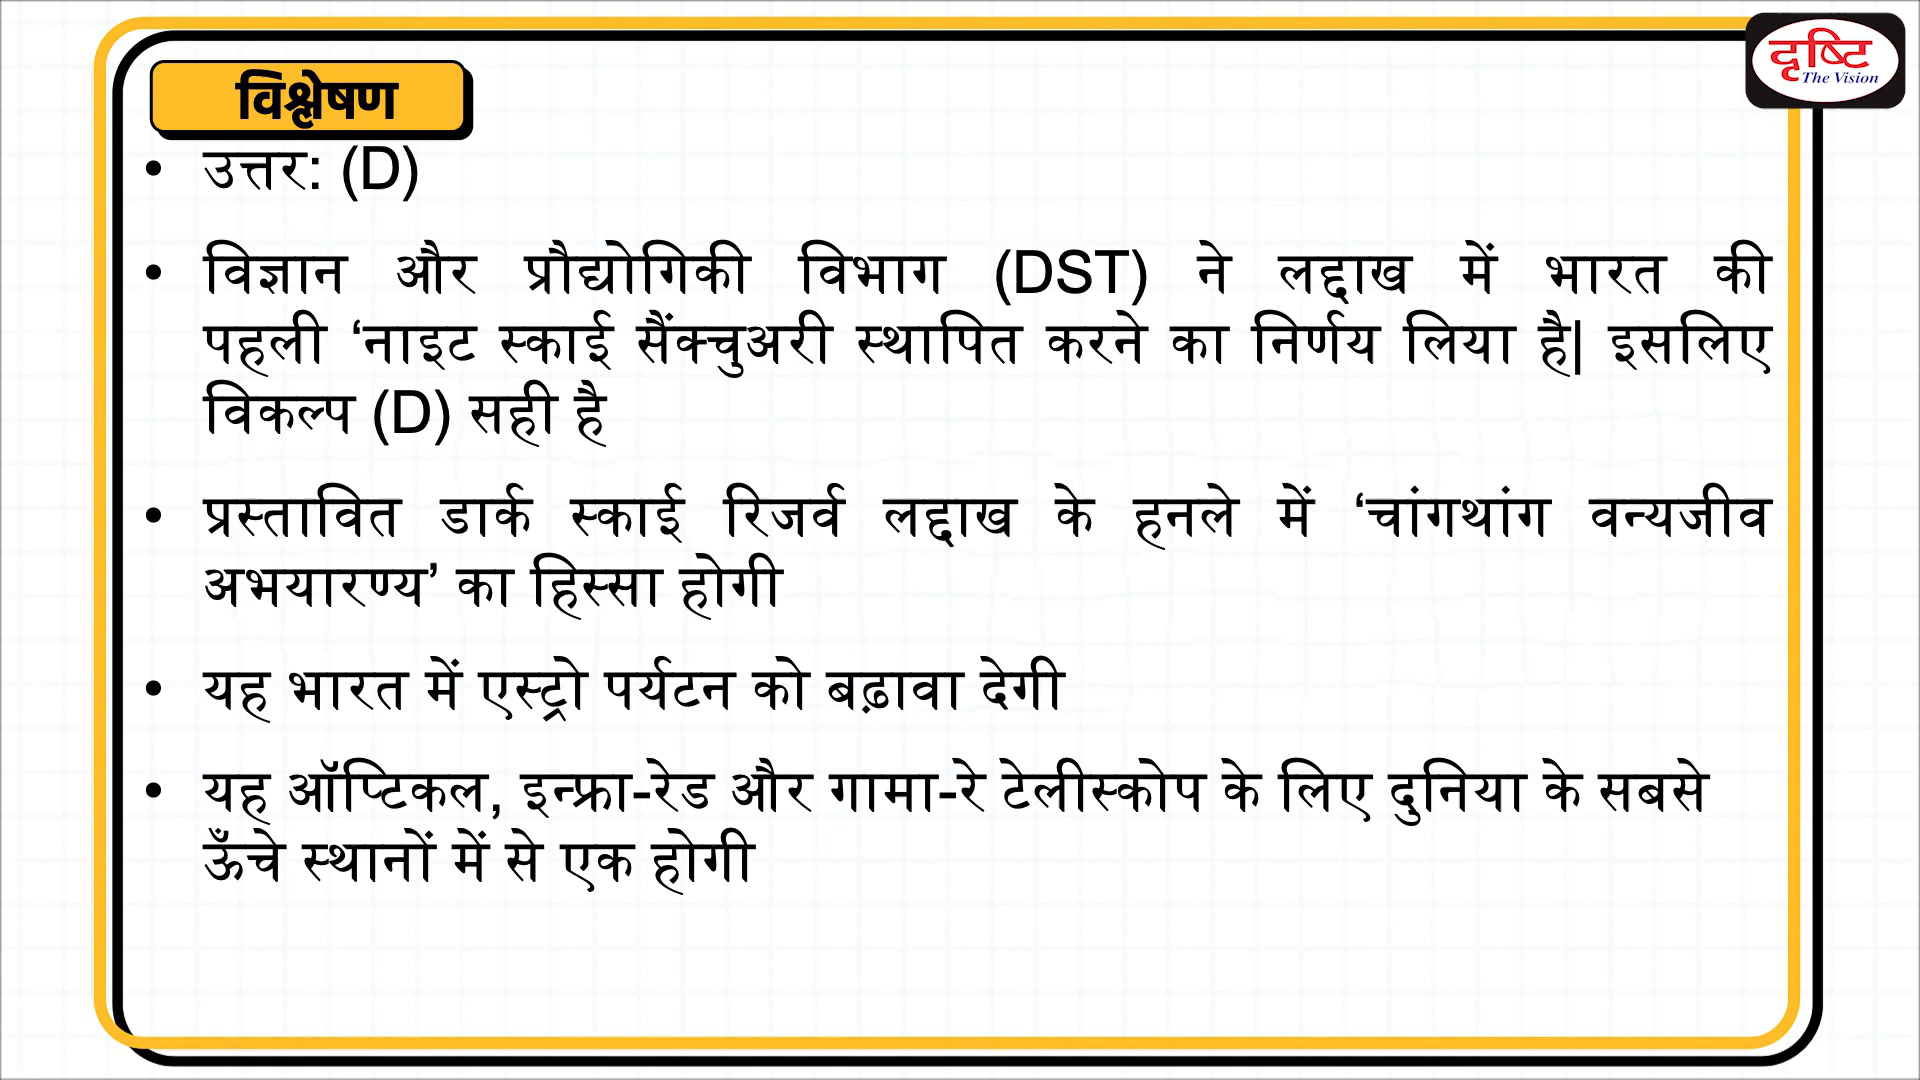 दृष्टि
The Vision
विश्लेषण
• उत्तर: (D)
• विज्ञान और प्रौद्योगिकी विभाग (DST) ने लद्दाख में भारत की
पहली ‘नाइट स्काई सैंक्चुअरी स्थापित करने का निर्णय लिया है| इसलिए
विकल्प (D) सही है
• प्रस्तावित डार्क स्काई रिजर्व लद्दाख के हनले में ‘चांगथांग वन्यजीव
अभयारण्य’ का हिस्सा होगी
• यह भारत में एस्ट्रो पर्यटन को बढ़ावा देगी
• यह ऑप्टिकल, इन्फ्रा-रेड और गामा-रे टेलीस्कोप के लिए दुनिया के सबसे
ऊँचे स्थानों में से एक होगी